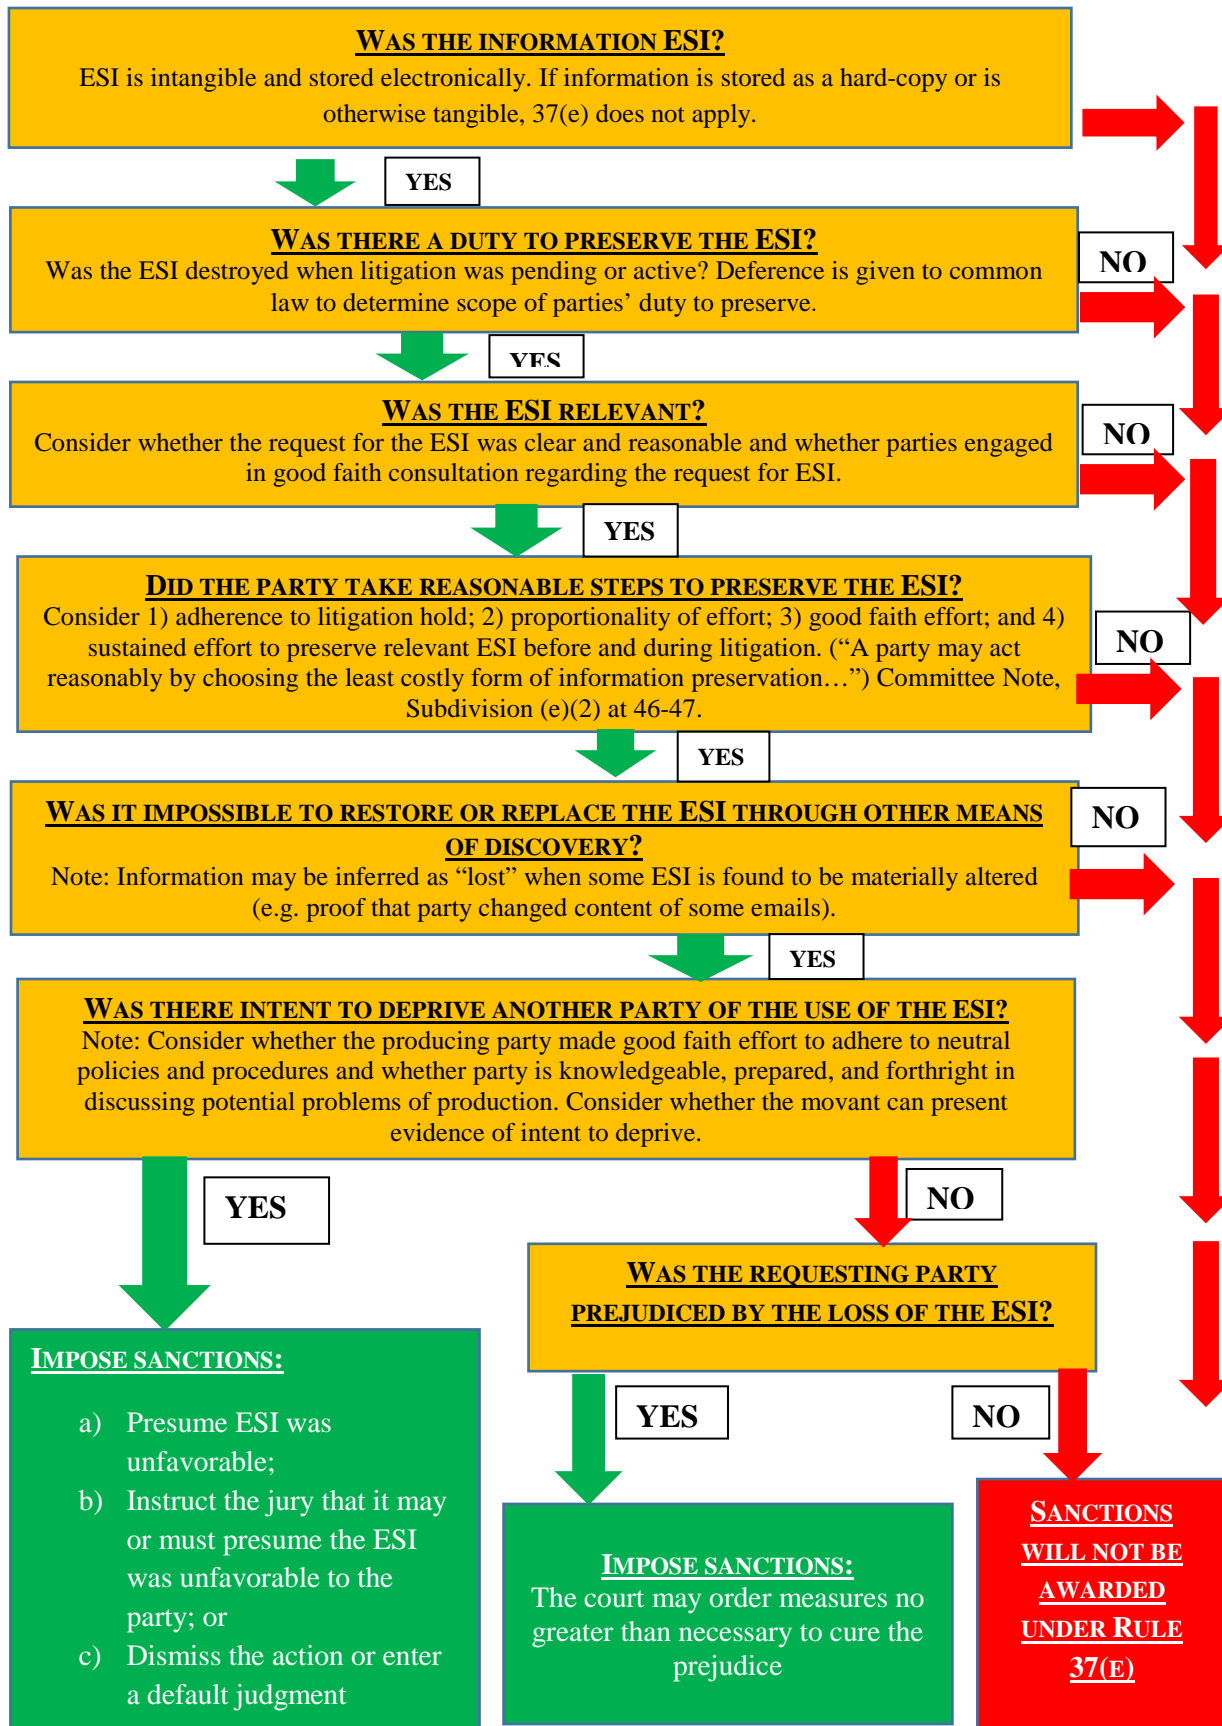 WAS THE INFORMATION ESI?
ESI is intangible and stored electronically. If information is stored as a hard-copy or is
otherwise tangible, 37(e) does not apply.
YES
WAS THERE A DUTY TO PRESERVE THE ESI?
Was the ESI destroyed when litigation was pending or active? Deference is given to common
law to determine scope of parties’ duty to preserve.
NO
YES
WAS THE ESI RELEVANT?
Consider whether the request for the ESI was clear and reasonable and whether parties engaged
in good faith consultation regarding the request for ESI.
NO
YES
DID THE PARTY TAKE REASONABLE STEPS TO PRESERVE THE ESI?
Consider 1) adherence to litigation hold; 2) proportionality of effort; 3) good faith effort; and 4)
sustained effort to preserve relevant ESI before and during litigation. (“A party may act
reasonably by choosing the least costly form of information preservation…”) Committee Note,
Subdivision (e)(2) at 46-47.
NO
YES
WAS IT IMPOSSIBLE TO RESTORE OR REPLACE THE ESI THROUGH OTHER MEANS
OF DISCOVERY?
Note: Information may be inferred as “lost” when some ESI is found to be materially altered
(e.g. proof that party changed content of some emails).
NO
YES
WAS THERE INTENT TO DEPRIVE ANOTHER PARTY OF THE USE OF THE ESI?
Note: Consider whether the producing party made good faith effort to adhere to neutral
policies and procedures and whether party is knowledgeable, prepared, and forthright in
discussing potential problems of production. Consider whether the movant can present
evidence of intent to deprive.
YES
NO
WAS THE REQUESTING PARTY
PREJUDICED BY THE LOSS OF THE ESI?
IMPOSE SANCTIONS:
a) Presume ESI was
unfavorable;
b) Instruct the jury that it may
or must presume the ESI
was unfavorable to the
party; or
c) Dismiss the action or enter
a default judgment
YES
NO
IMPOSE SANCTIONS:
The court may order measures no
greater than necessary to cure the
prejudice
SANCTIONS
WILL NOT BE
AWARDED
UNDER RULE
37(E)